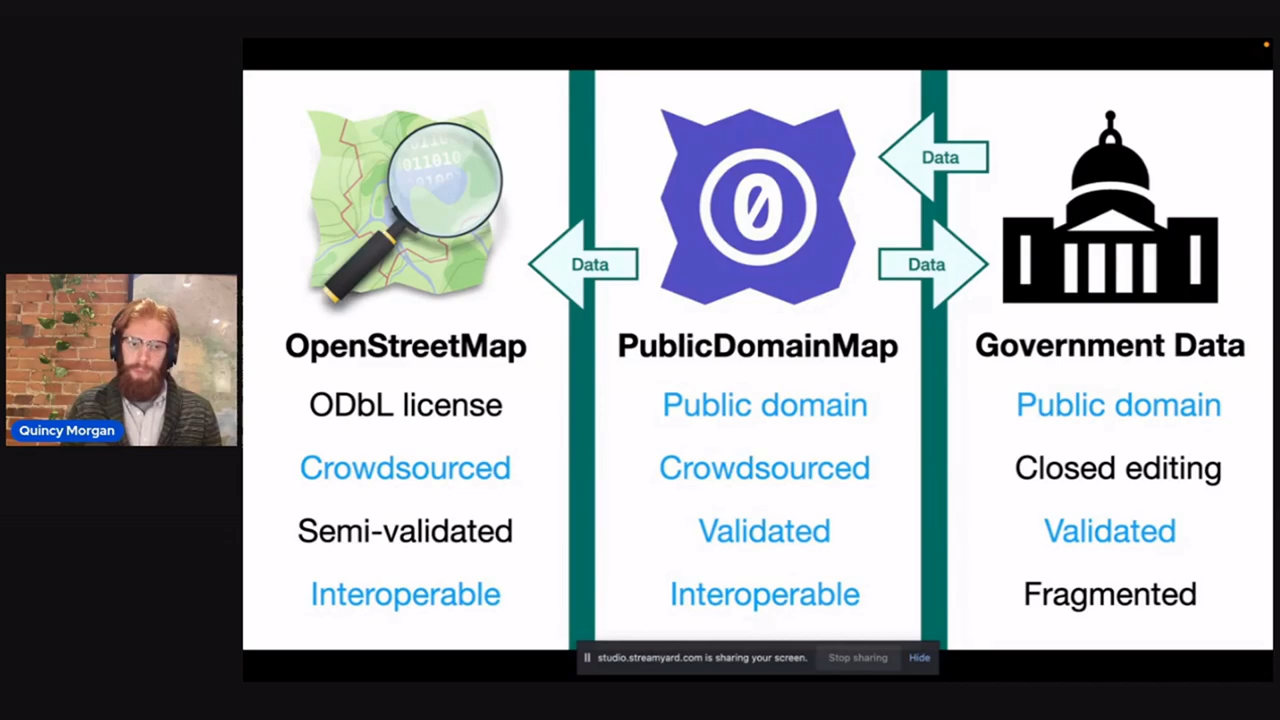 Data
Data
Data
0
OpenStreetMap
PublicDomainMap
Government Data
ODbL license
Public domain
Public domain
Crowdsourced
Crowdsourced
Closed editing
Semi-validated
Validated
Validated
Interoperable
Interoperable
Fragmented
Quincy Morgan
studio.streamyard.com is sharing your screen.
Stop sharing
Hide